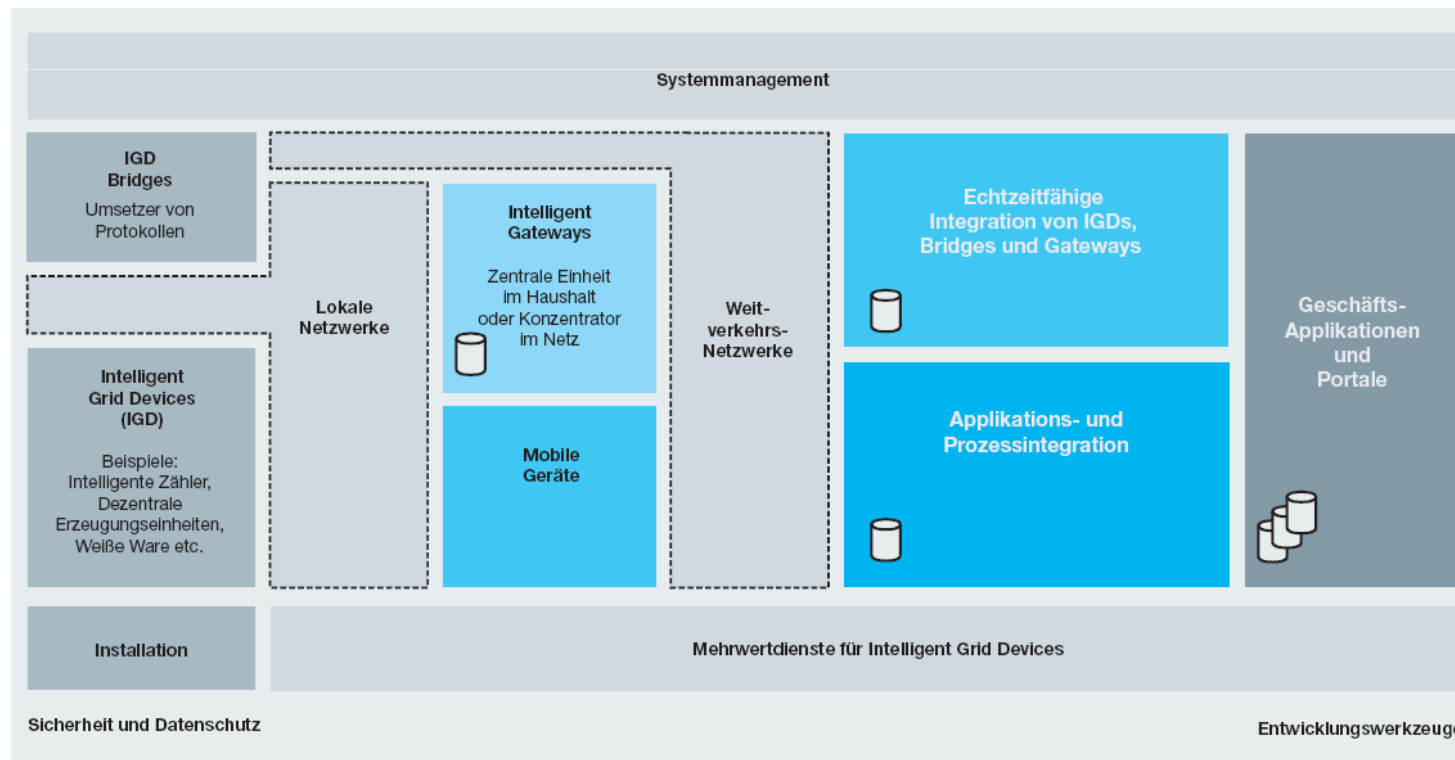 Systemmanagement
IGD
Bridges
Umsetzer von
Protokollen
Intelligent
Grid Devices
(IGD)
Beispiele:
Intelligente Zähler,
Dezentrale
Erzeugungseinheiten,
Weiße Ware etc.
Lokale
Netzwerke
Intelligent
Gateways
Zentrale Einheit
im Haushalt
oder Konzentrator
im Netz
Mobile
Geräte
Weit-
verkehrs-
Netzwerke
Echtzeitfähige
Integration von IGDs,
Bridges und Gateways
Applikations- und
Prozessintegration
Geschäfts-
Applikationen
und
Portale
Installation
Mehrwertdienste für Intelligent Grid Devices
Sicherheit und Datenschutz
Entwicklungswerkzeuge